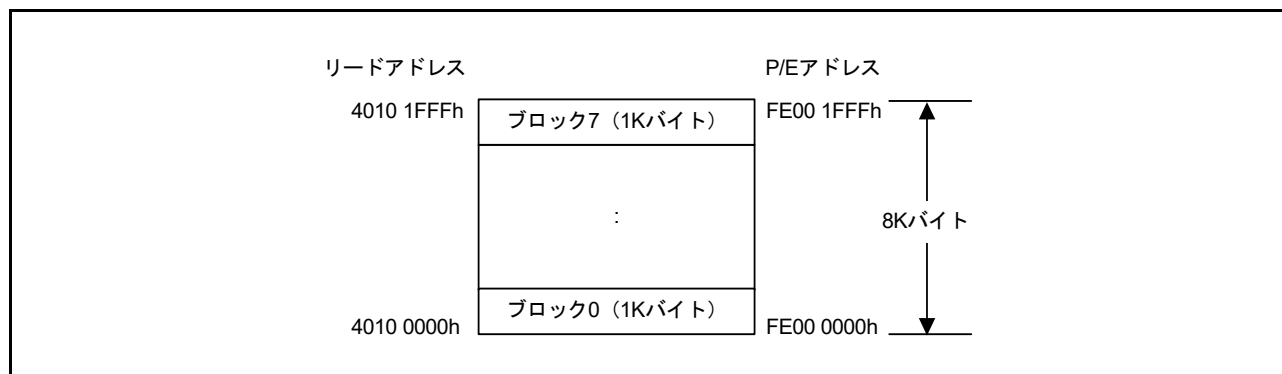 リードアドレス
P/Eアドレス
4010 1FFFh
ブロック7（1Kバイト）
FE00 1FFFh
:
8Kバイト
ブロック0（1Kバイト）
4010 0000h
FE00 0000h